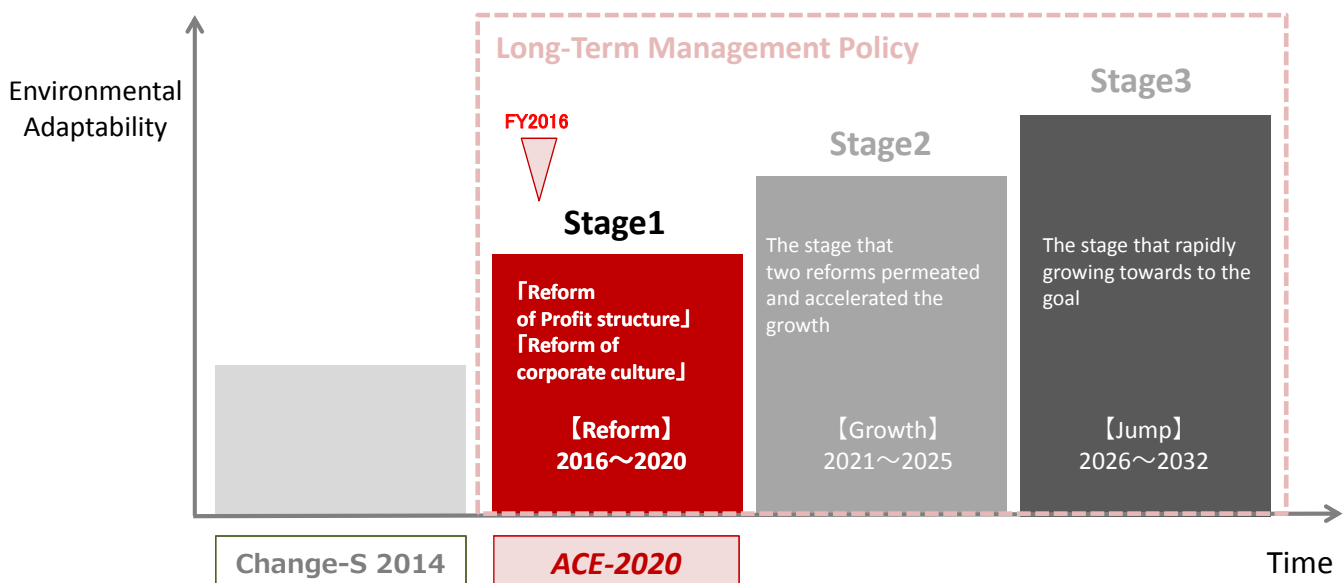 Long-Term Management Policy
Environmental
Adaptability
FY2016
Stage1
「Reform
of Profit structure」
「Reform of
corporate culture」
【Reform】
2016～2020
Stage2
The stage that
two reforms permeated
and accelerated the
growth
【Growth】
2021～2025
Stage3
The stage that rapidly
growing towards to the
goal
【Jump】
2026～2032
Change-S 2014
ACE-2020
Time